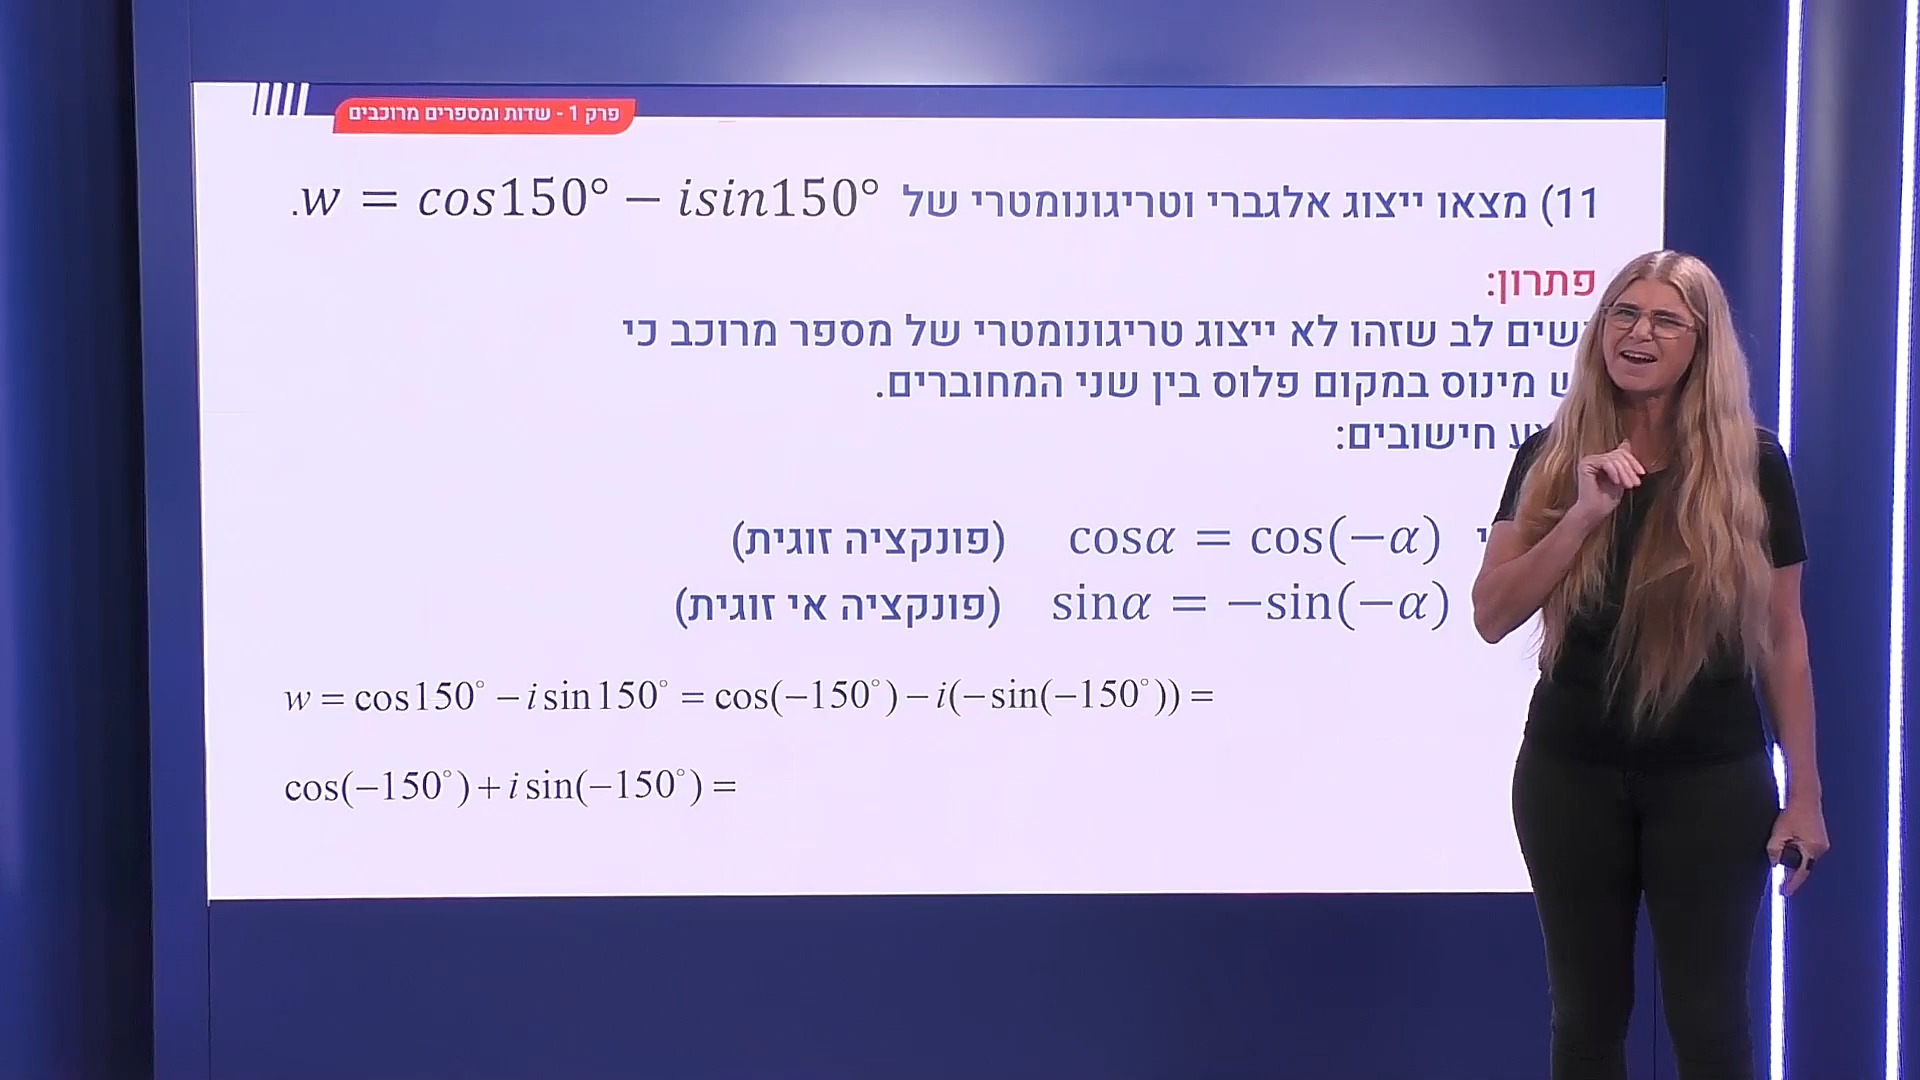 פרק 1 - שדות ומספרים מרוכבים
11) מצאו ייצוג אלגברי וטריגונומטרי של w = cos150° − isin150°.
פתרון:
לב שזהו לא ייצוג טריגונומטרי של מספר מרוכב כי
מינוס במקום פלוס בין שני המחוברים.
חישובים:
cosα = cos(−α) (פונקציה זוגית)
sinα = −sin(−α) (פונקציה אי זוגית)
w = cos150° − i sin150° = cos(−150°) − i(−sin(−150°)) =
cos(−150°) + i sin(−150°) =